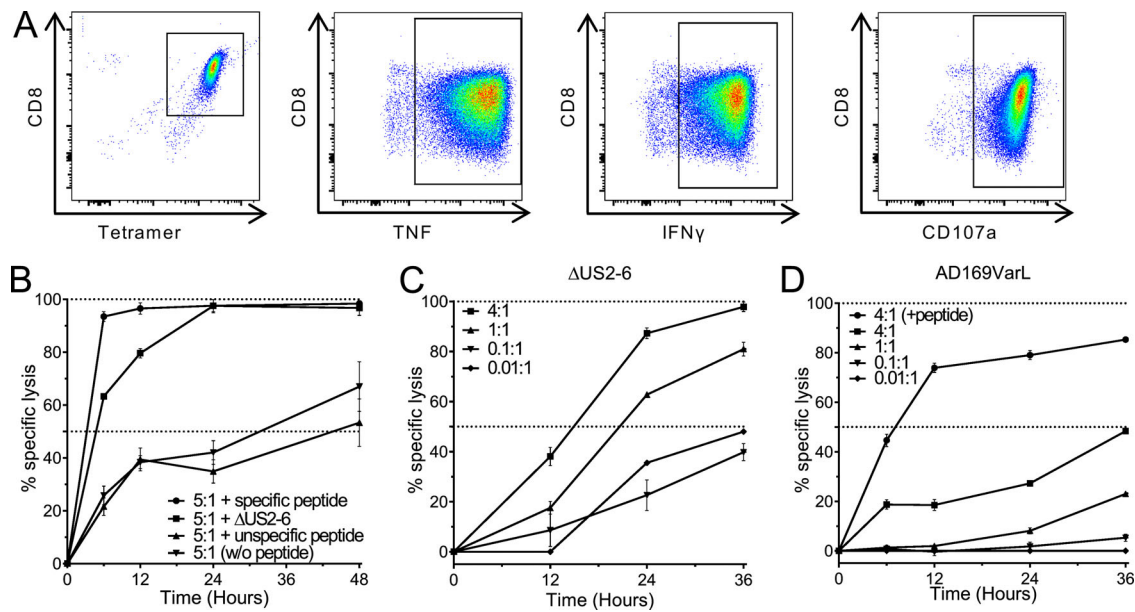 A
CD8
Tetramer
CD8
TNF
CD8
IFNγ
CD8
CD107a
B
% specific lysis
100
80
60
40
20
0
0 12 24 36 48
Time (Hours)
5:1 + specific peptide
5:1 + ΔUS2-6
5:1 + unspecific peptide
5:1 (w/o peptide)
C
ΔUS2-6
% specific lysis
100
80
60
40
20
0
4:1
1:1
0.1:1
0.01:1
0 12 24 36
Time (Hours)
D
AD169VarL
% specific lysis
100
80
60
40
20
0
4:1 (+peptide)
4:1
1:1
0.1:1
0.01:1
0 6 12 24 36
Time (Hours)